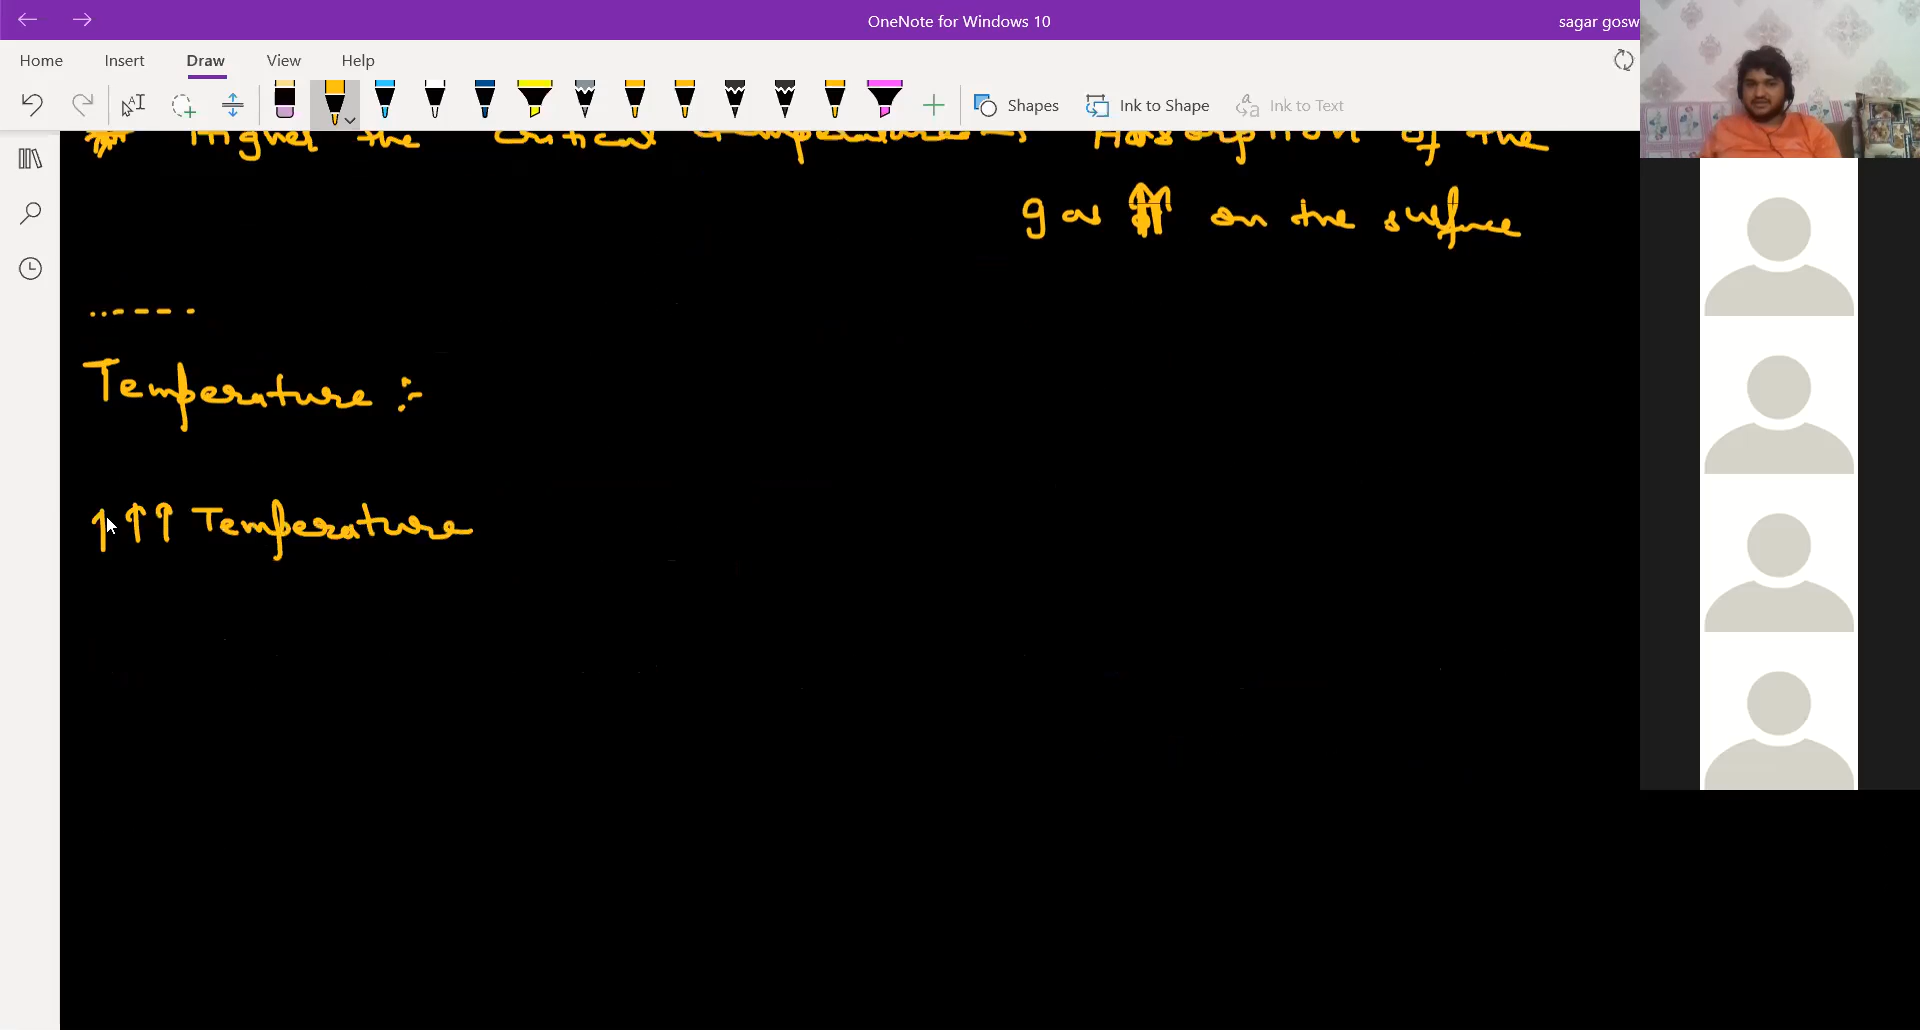 OneNote for Windows 10
sagar gosw
Home Insert Draw View Help
Shapes Ink to Shape Ink to Text
Higher the critical temperature → Adsorption of the
gas ⇈ on the surface
..----
Temperature :-
↑↑↑ Temperature